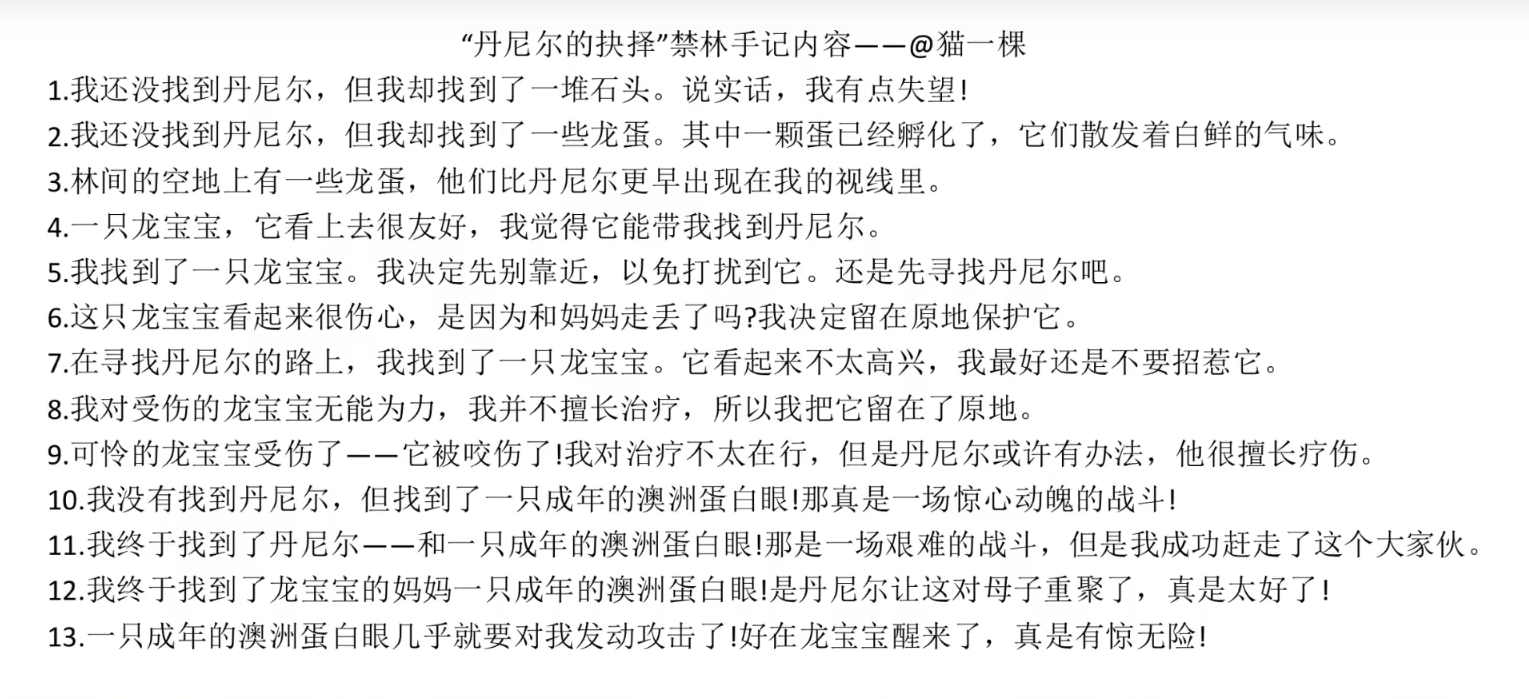 “丹尼尔的抉择”禁林手记内容——@猫一棵
1.我还没找到丹尼尔，但我却找到了一堆石头。说实话，我有点失望！
2.我还没找到丹尼尔，但我却找到了一些龙蛋。其中一颗蛋已经孵化了，它们散发着白鲜的气味。
3.林间的空地上有一些龙蛋，他们比丹尼尔更早出现在我的视线里。
4.一只龙宝宝，它看上去很友好，我觉得它能带我找到丹尼尔。
5.我找到了一只龙宝宝。我决定先别靠近，以免打扰到它。还是先寻找丹尼尔吧。
6.这只龙宝宝看起来很伤心，是因为和妈妈走丢了吗?我决定留在原地保护它。
7.在寻找丹尼尔的路上，我找到了一只龙宝宝。它看起来不太高兴，我最好还是不要招惹它。
8.我对受伤的龙宝宝无能为力，我并不擅长治疗，所以我把它留在了原地。
9.可怜的龙宝宝受伤了——它被咬伤了!我对治疗不太在行，但是丹尼尔或许有办法，他很擅长疗伤。
10.我没有找到丹尼尔，但找到了一只成年的澳洲蛋白眼!那真是一场惊心动魄的战斗!
11.我终于找到了丹尼尔——和一只成年的澳洲蛋白眼!那是一场艰难的战斗，但是我成功赶走了这个大家伙。
12.我终于找到了龙宝宝的妈妈一只成年的澳洲蛋白眼!是丹尼尔让这对母子重聚了，真是太好了!
13.一只成年的澳洲蛋白眼几乎就要对我发动攻击了!好在龙宝宝醒来了，真是有惊无险!